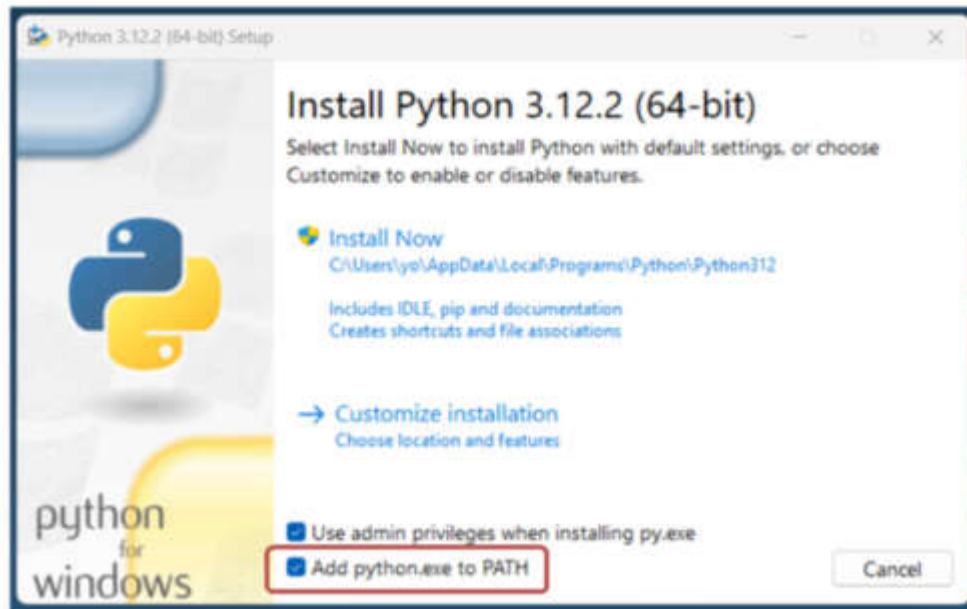 Python 3.12.2 (64-bit) Setup
Install Python 3.12.2 (64-bit)
Select Install Now to install Python with default settings, or choose
Customize to enable or disable features.
Install Now
C:\Users\yo\AppData\Local\Programs\Python\Python312
Includes IDLE, pip and documentation
Creates shortcuts and file associations
Customize installation
Choose location and features
python
for
windows
Use admin privileges when installing py.exe
Add python.exe to PATH
Cancel